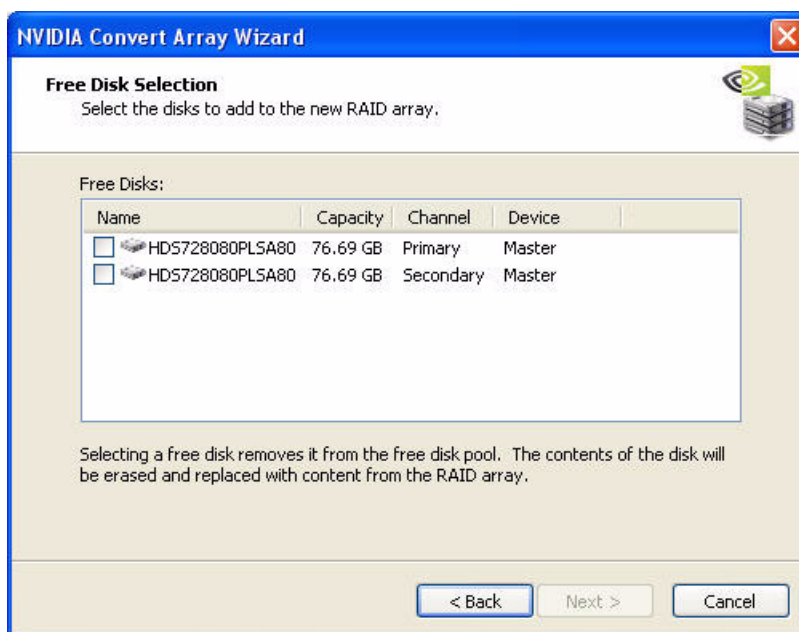 NVIDIA Convert Array Wizard
Free Disk Selection
Select the disks to add to the new RAID array.
Free Disks:
Name Capacity Channel Device
HDS728080PLSA80 76.69 GB Primary Master
HDS728080PLSA80 76.69 GB Secondary Master
Selecting a free disk removes it from the free disk pool. The contents of the disk will
be erased and replaced with content from the RAID array.
< Back Next > Cancel